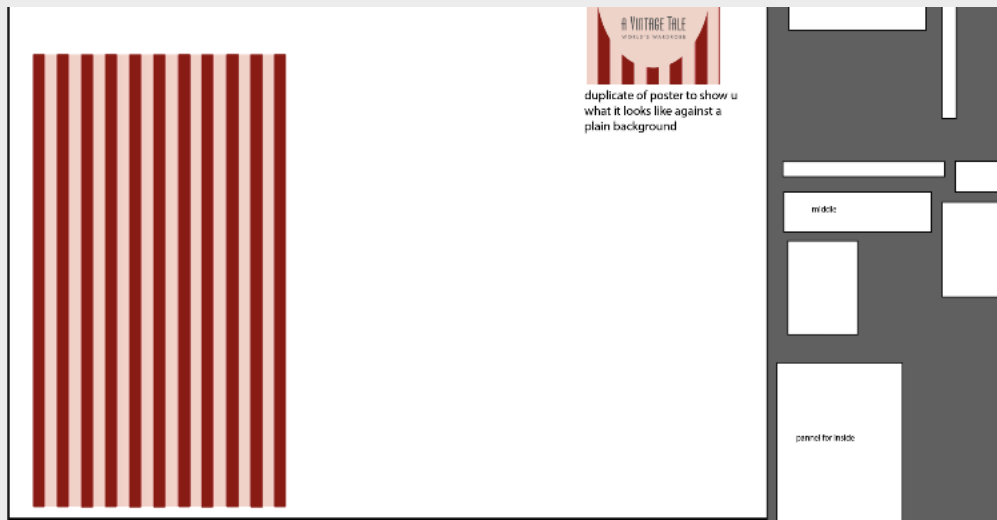 A VINTAGE TALE
WORLD'S WARDROBE
duplicate of poster to show u
what it looks like against a
plain background
middle
pannel for inside